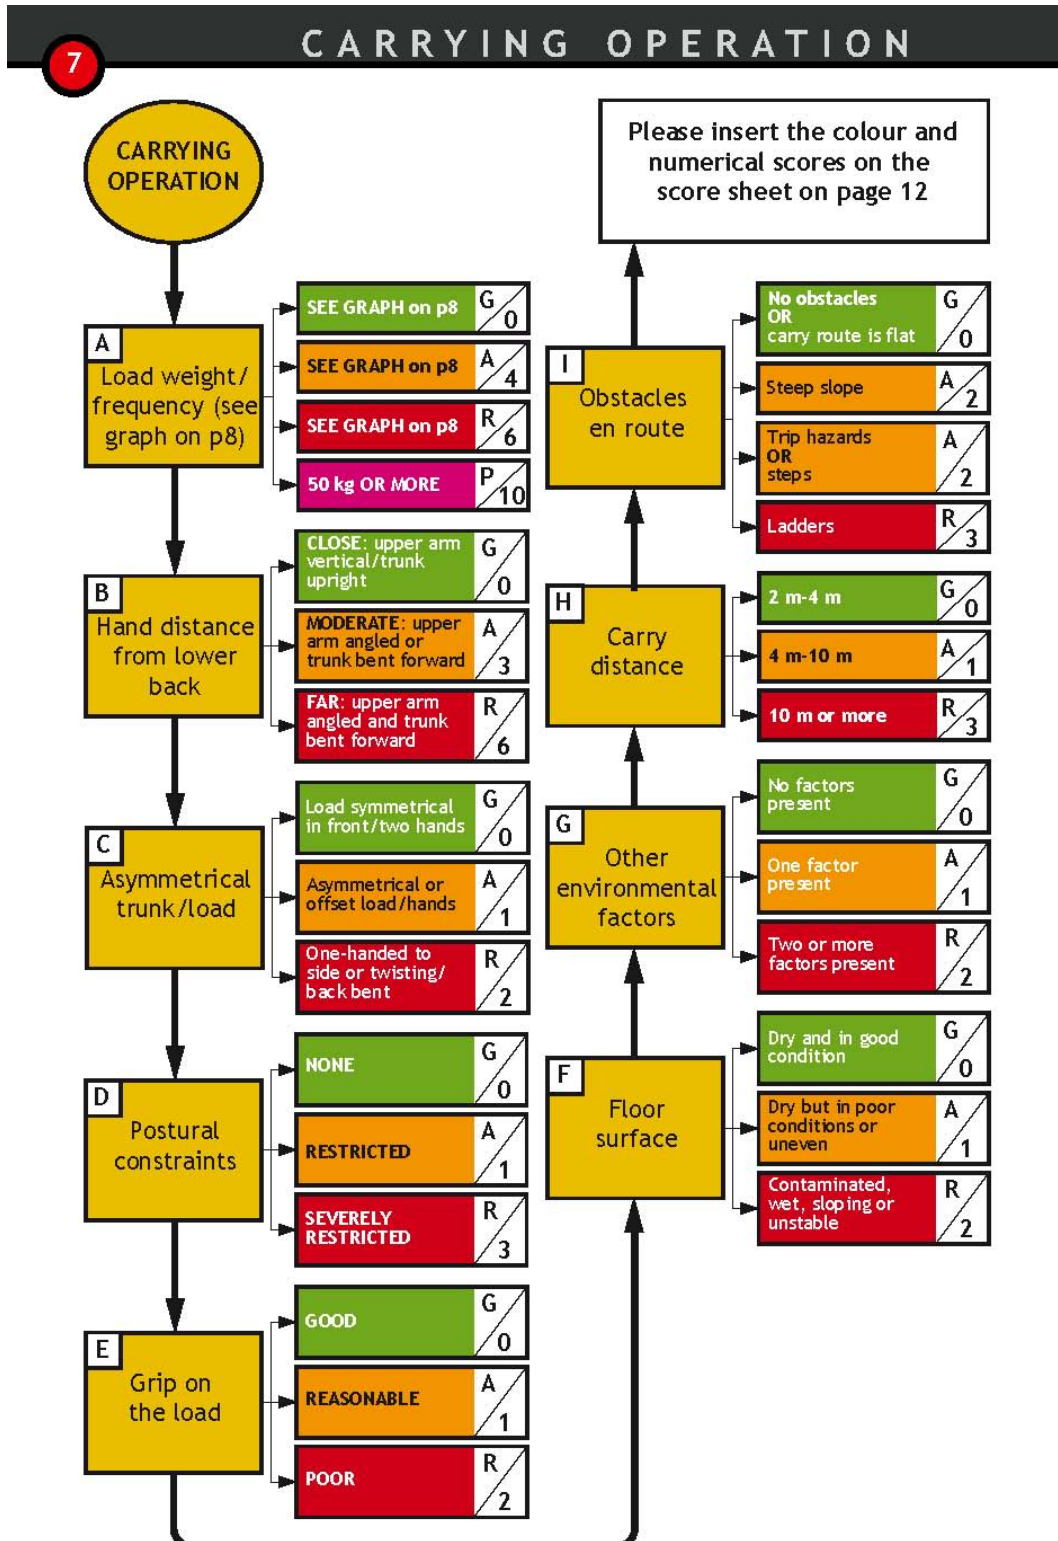 CARRYING OPERATION
7
CARRYING
OPERATION
A
Load weight/
frequency (see
graph on p8)
SEE GRAPH on p8
G/0
SEE GRAPH on p8
A/4
SEE GRAPH on p8
R/6
50 kg OR MORE
P/10
B
Hand distance
from lower
back
CLOSE: upper arm
vertical/trunk
upright
G/0
MODERATE: upper
arm angled or
trunk bent forward
A/3
FAR: upper arm
angled and trunk
bent forward
R/6
C
Asymmetrical
trunk/load
Load symmetrical
in front/two hands
G/0
Asymmetrical or
offset load/hands
A/1
One-handed to
side or twisting/
back bent
R/2
D
Postural
constraints
NONE
G/0
RESTRICTED
A/1
SEVERELY
RESTRICTED
R/3
E
Grip on
the load
GOOD
G/0
REASONABLE
A/1
POOR
R/2
F
Floor
surface
Dry and in good
condition
G/0
Dry but in poor
conditions or
uneven
A/1
Contaminated,
wet, sloping or
unstable
R/2
G
Other
environmental
factors
No factors
present
G/0
One factor
present
A/1
Two or more
factors present
R/2
H
Carry
distance
2 m-4 m
G/0
4 m-10 m
A/1
10 m or more
R/3
I
Obstacles
en route
No obstacles
OR
carry route is flat
G/0
Steep slope
A/2
Trip hazards
OR
steps
A/2
Ladders
R/3
Please insert the colour and
numerical scores on the
score sheet on page 12